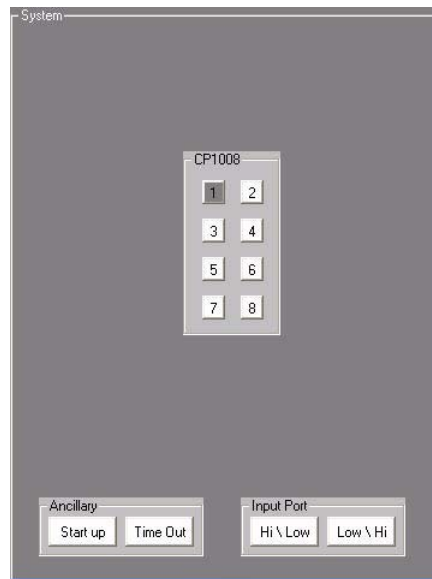 System
CP1008
1 2
3 4
5 6
7 8
Ancillary
Start up Time Out
Input Port
Hi \ Low Low \ Hi